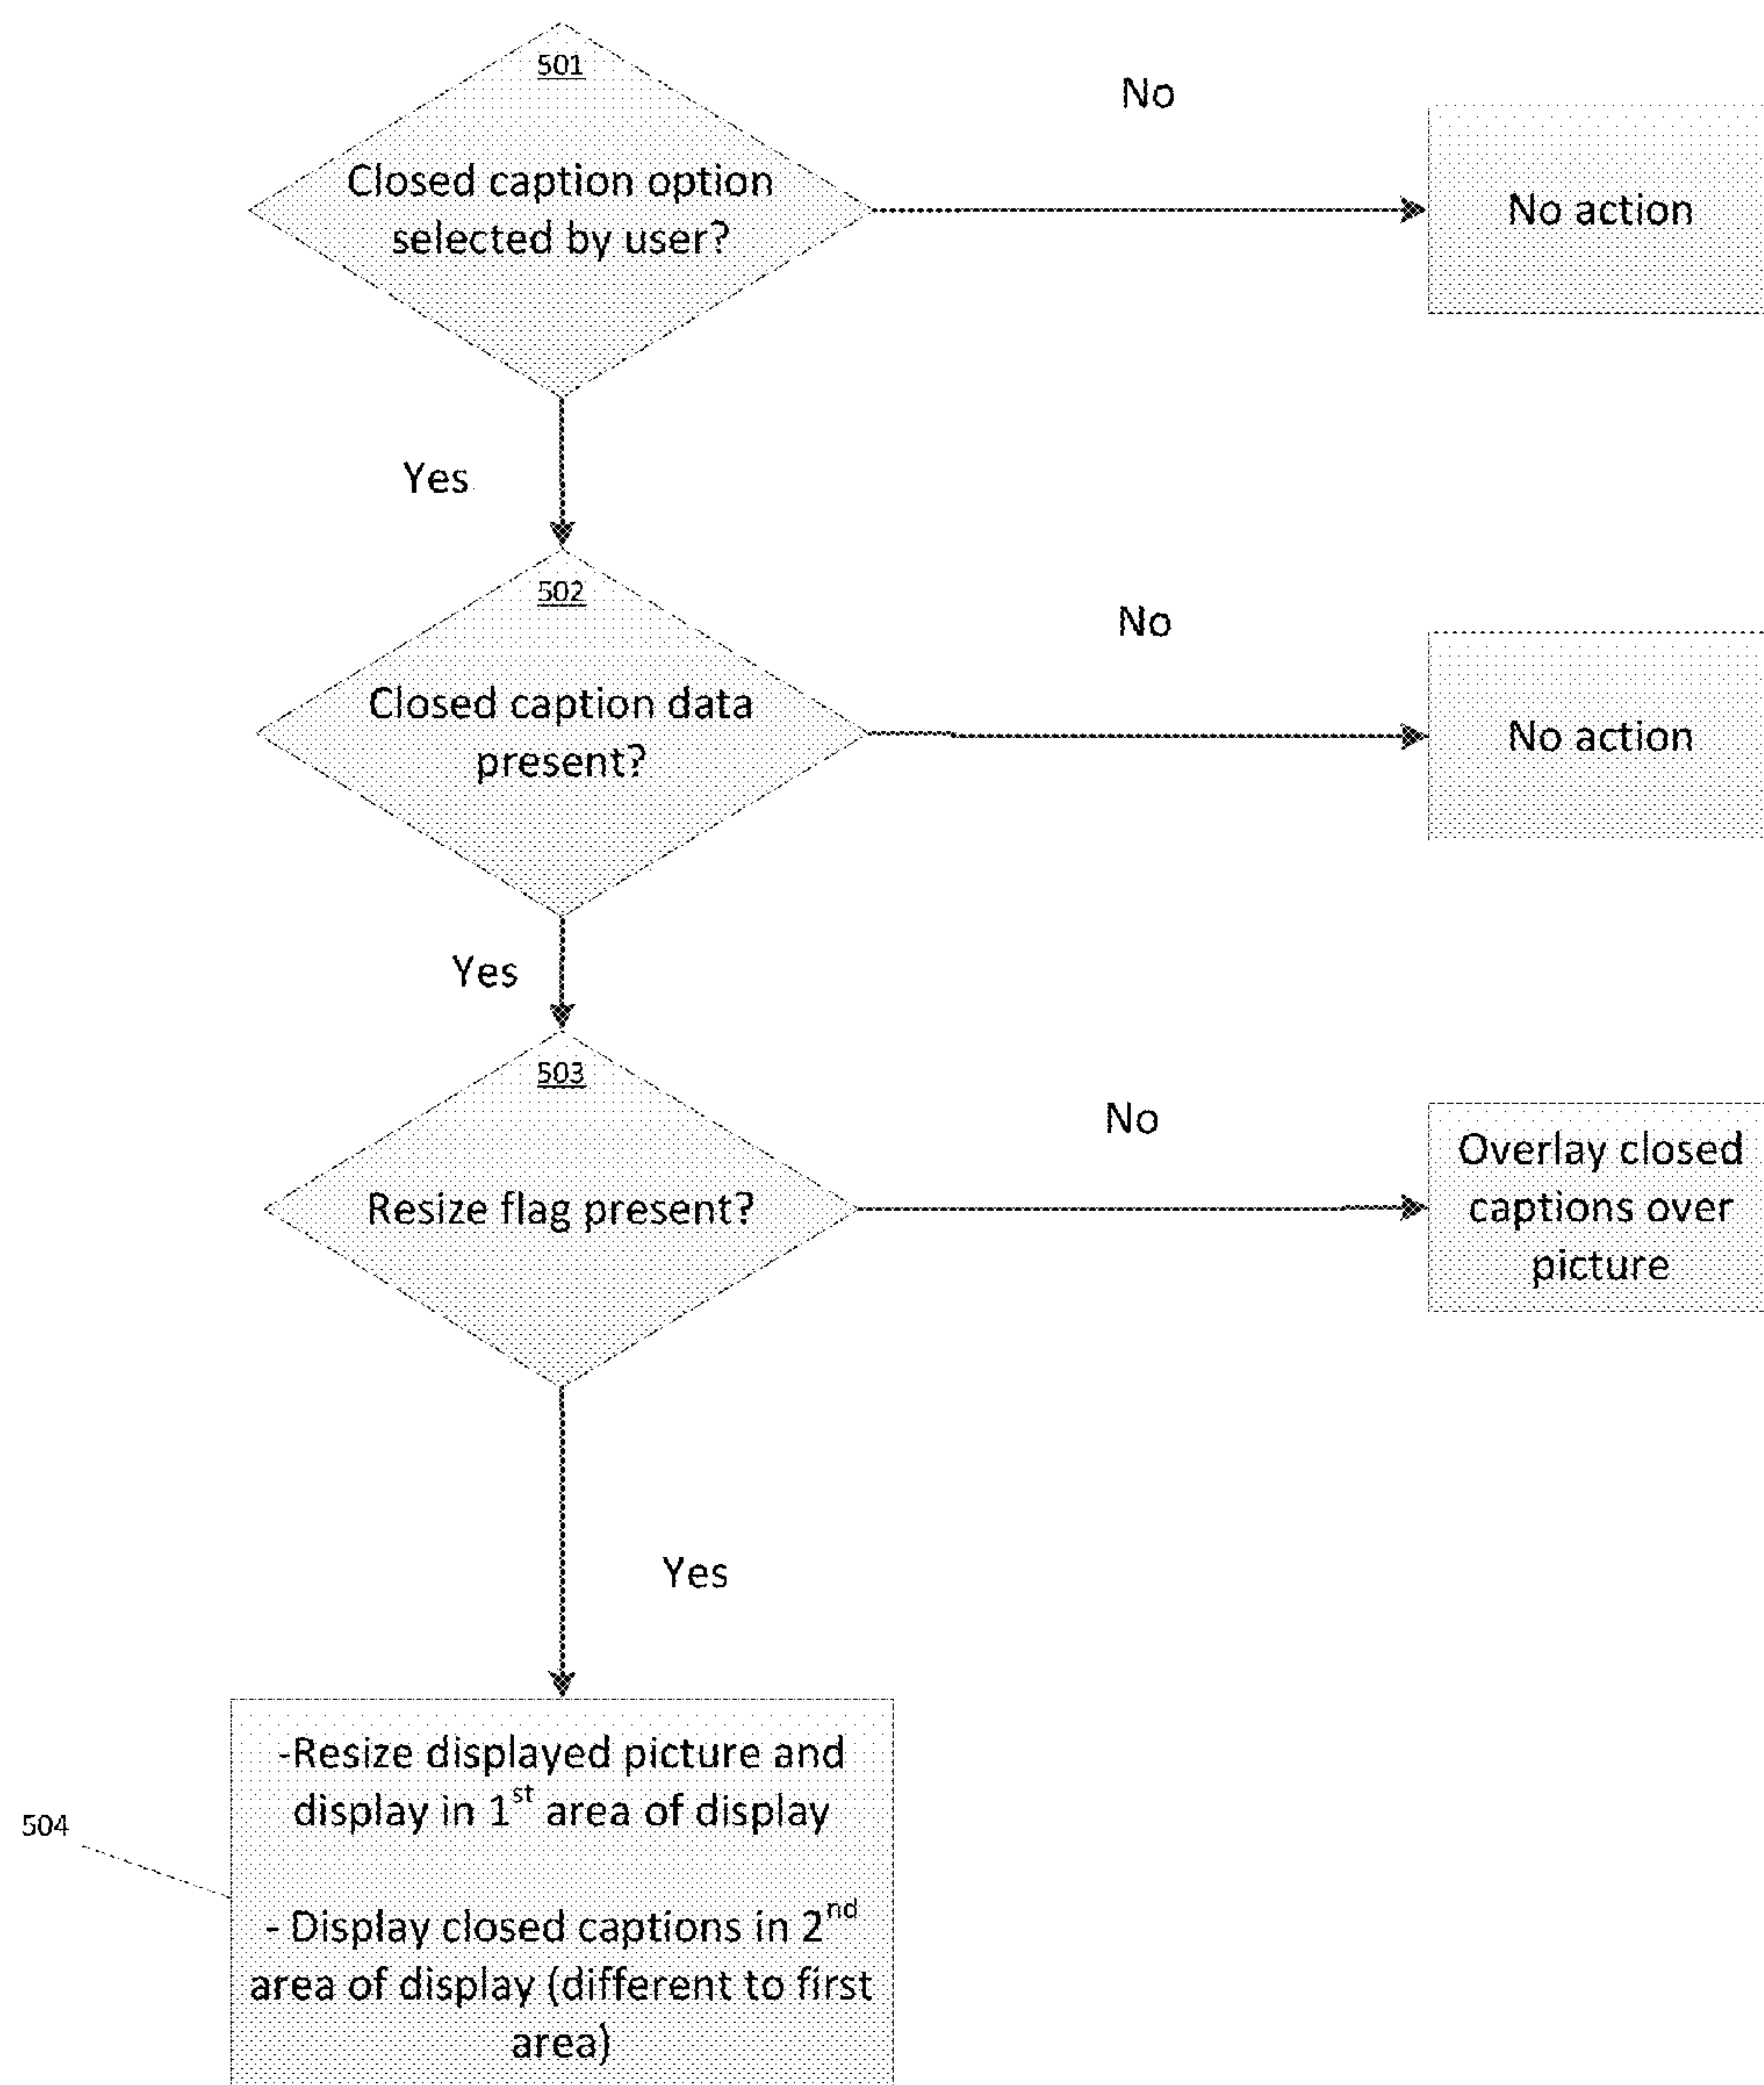 501
Closed caption option
selected by user?
No
No action
Yes
502
Closed caption data
present?
No
No action
Yes
503
Resize flag present?
No
Overlay closed
captions over
picture
Yes
504
-Resize displayed picture and
display in 1st area of display
- Display closed captions in 2nd
area of display (different to first
area)